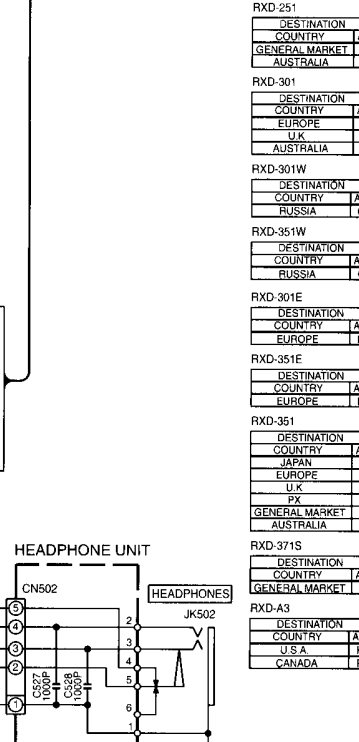 RXD-251
DESTINATION
COUNTRY
GENERAL MARKET
AUSTRALIA
RXD-301
DESTINATION
COUNTRY
EUROPE
U.K
AUSTRALIA
RXD-301W
DESTINATION
COUNTRY
RUSSIA
RXD-351W
DESTINATION
COUNTRY
RUSSIA
RXD-301E
DESTINATION
COUNTRY
EUROPE
RXD-351E
DESTINATION
COUNTRY
EUROPE
RXD-351
DESTINATION
COUNTRY
JAPAN
EUROPE
U.K
PX
GENERAL MARKET
AUSTRALIA
RXD-371S
DESTINATION
COUNTRY
GENERAL MARKET
RXD-A3
DESTINATION
COUNTRY
U.S.A
CANADA
HEADPHONE UNIT
CN502
HEADPHONES
JK502
5
4
3
2
1
C527
1000P
C528
1000P
2
3
4
5
6
1